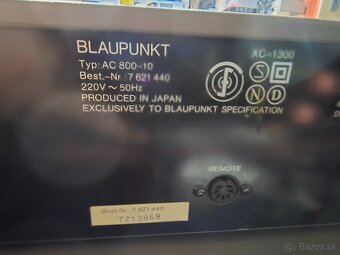 BLAUPUNKT
XC-1300
Typ: AC 800-10
Best.-Nr.: 7 621 440
220V ~ 50Hz
PRODUCED IN JAPAN
EXCLUSIVELY TO BLAUPUNKT SPECIFICATION
S
N D
REMOTE
Best.Nr. 7 621 440
7213968
Bazos.sk